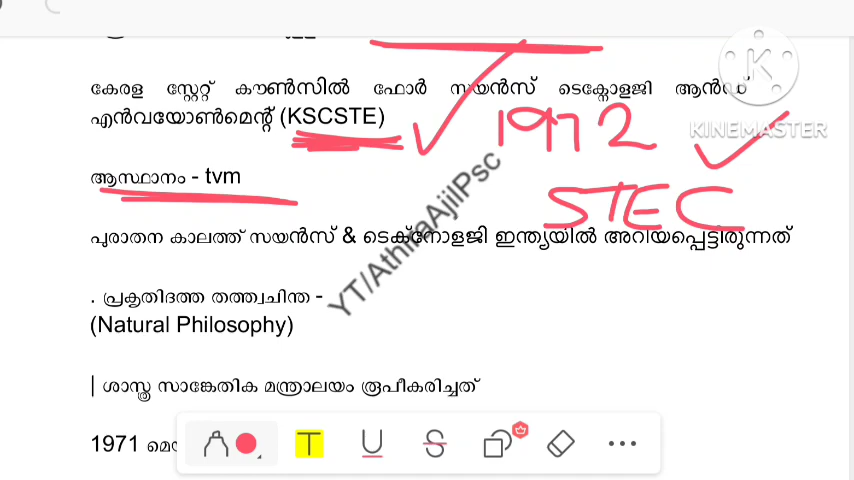 കേരള സ്റ്റേറ്റ് കൗൺസിൽ ഫോർ സയൻസ് ടെക്നോളജി ആൻഡ്
എൻവയോൺമെന്റ് (KSCSTE)
1972
KINEMASTER
ആസ്ഥാനം - tvm
STEC
പുരാതന കാലത്ത് സയൻസ് & ടെക്നോളജി ഇന്ത്യയിൽ അറിയപ്പെട്ടിരുന്നത്
YT/AthiraAjilPsc
. പ്രകൃതിദത്ത തത്ത്വചിന്ത -
(Natural Philosophy)
| ശാസ്ത്ര സാങ്കേതിക മന്ത്രാലയം രൂപീകരിച്ചത്
1971